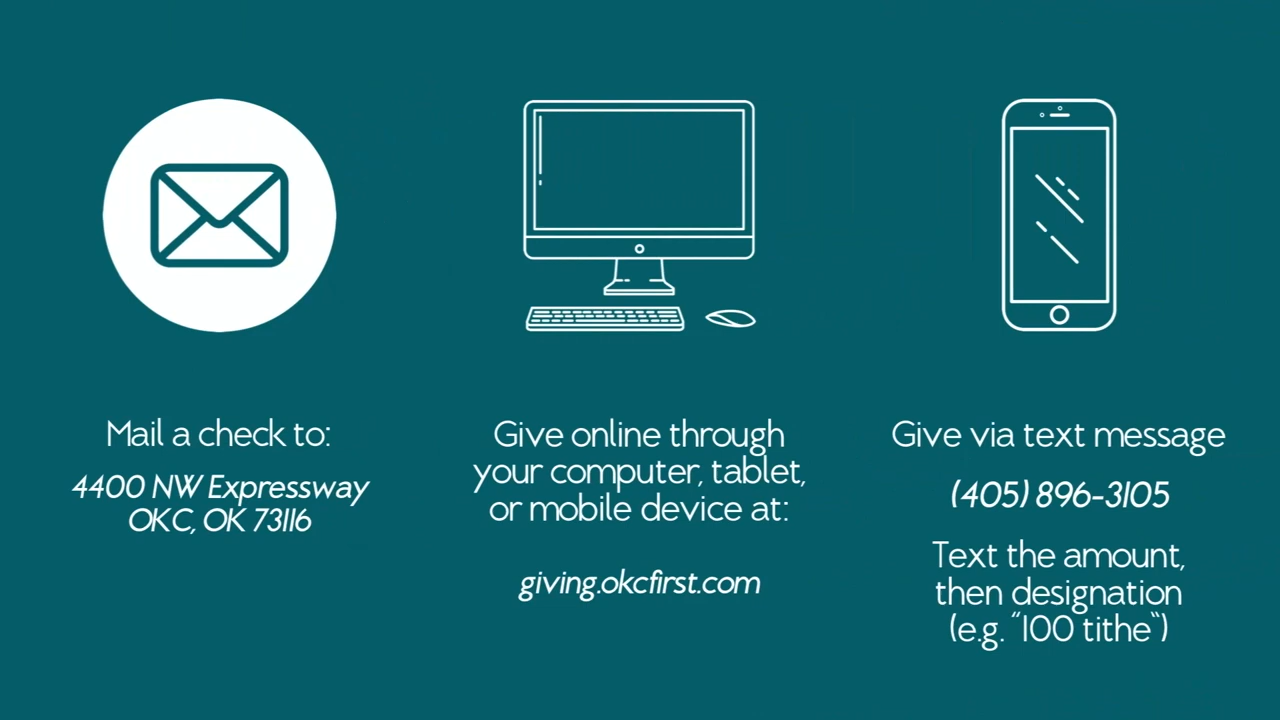 Mail a check to:
4400 NW Expressway
OKC, OK 73116
Give online through
your computer, tablet,
or mobile device at:
giving.okcfirst.com
Give via text message
(405) 896-3105
Text the amount,
then designation
(e.g. "100 tithe")